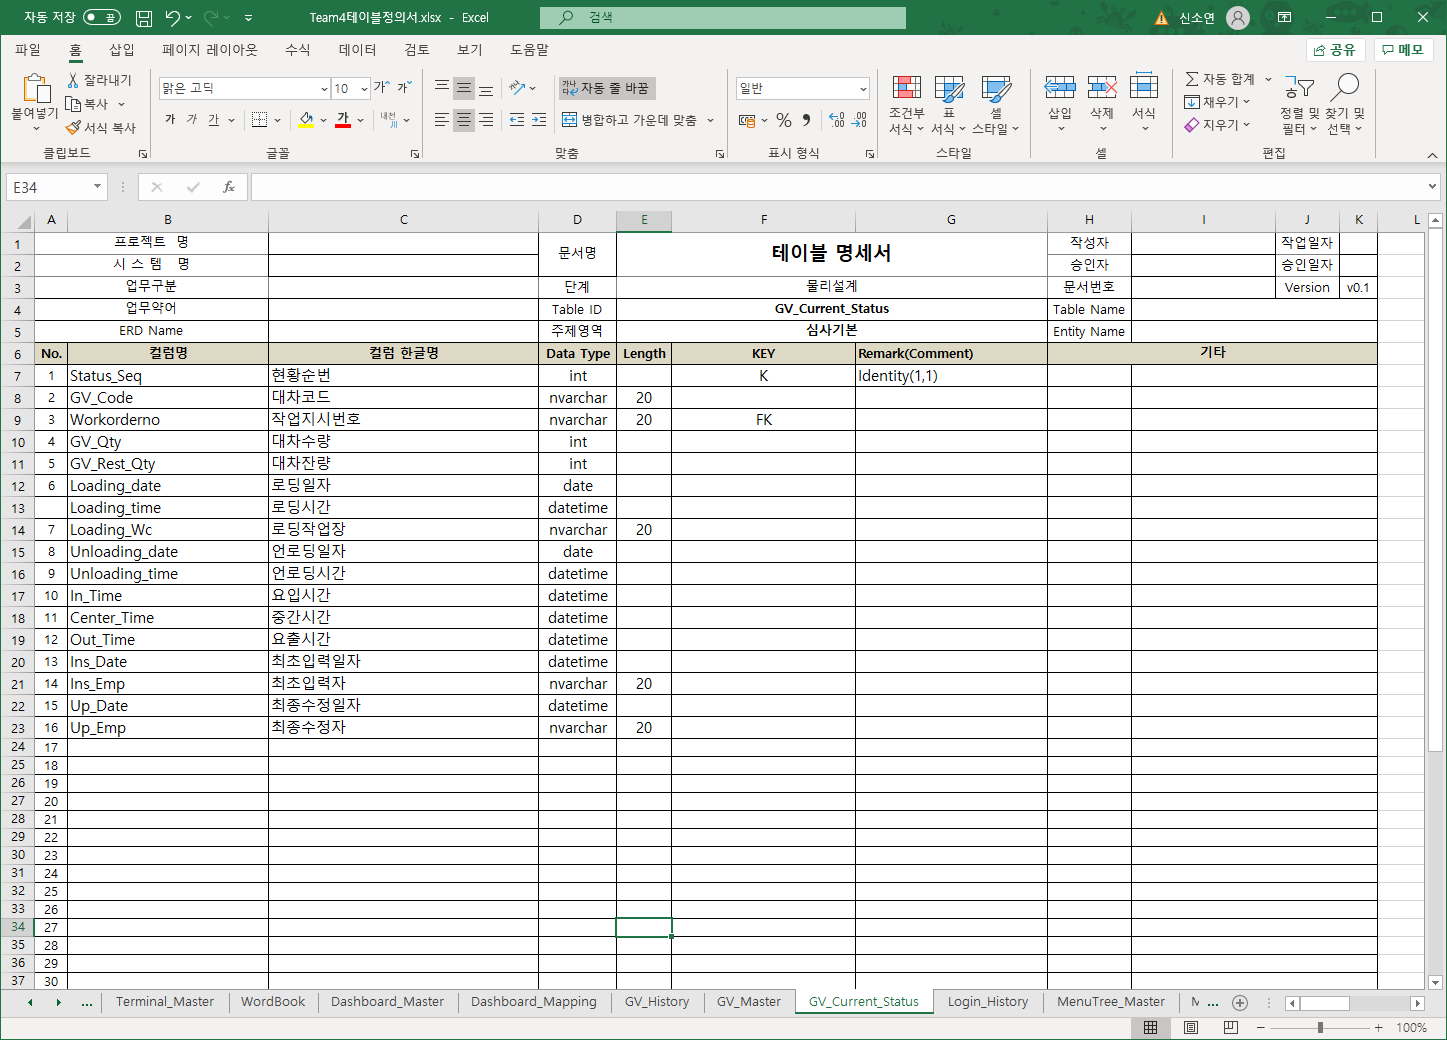 자동 저장 끔 Team4테이블정의서.xlsx - Excel 검색 신소연
파일 홈 삽입 페이지 레이아웃 수식 데이터 검토 보기 도움말 공유 메모
붙여넣기 잘라내기 복사 서식 복사 클립보드
맑은 고딕 10 가 가 가 가 가 가 내천 글꼴
자동 줄 바꿈 병합하고 가운데 맞춤 맞춤
일반 % 표시 형식
조건부 서식 표 서식 셀 스타일 스타일
삽입 삭제 서식 셀
자동 합계 채우기 지우기 정렬 및 필터 찾기 및 선택 편집
E34 fx
A B C D E F G H I J K L
1 프로젝트 명 문서명 테이블 명세서 작성자 작업일자
2 시 스 템 명 승인자 승인일자
3 업무구분 단계 물리설계 문서번호 Version v0.1
4 업무약어 Table ID GV_Current_Status Table Name
5 ERD Name 주제영역 심사기본 Entity Name
6 No. 컬럼명 컬럼 한글명 Data Type Length KEY Remark(Comment) 기타
7 1 Status_Seq 현황순번 int K Identity(1,1)
8 2 GV_Code 대차코드 nvarchar 20
9 3 Workorderno 작업지시번호 nvarchar 20 FK
10 4 GV_Qty 대차수량 int
11 5 GV_Rest_Qty 대차잔량 int
12 6 Loading_date 로딩일자 date
13 Loading_time 로딩시간 datetime
14 7 Loading_Wc 로딩작업장 nvarchar 20
15 8 Unloading_date 언로딩일자 date
16 9 Unloading_time 언로딩시간 datetime
17 10 In_Time 요입시간 datetime
18 11 Center_Time 중간시간 datetime
19 12 Out_Time 요출시간 datetime
20 13 Ins_Date 최초입력일자 datetime
21 14 Ins_Emp 최초입력자 nvarchar 20
22 15 Up_Date 최종수정일자 datetime
23 16 Up_Emp 최종수정자 nvarchar 20
24 17
25 18
26 19
27 20
28 21
29 22
30 23
31 24
32 25
33 26
34 27
35 28
36 29
37 30
... Terminal_Master WordBook Dashboard_Master Dashboard_Mapping GV_History GV_Master GV_Current_Status Login_History MenuTree_Master ...
100%